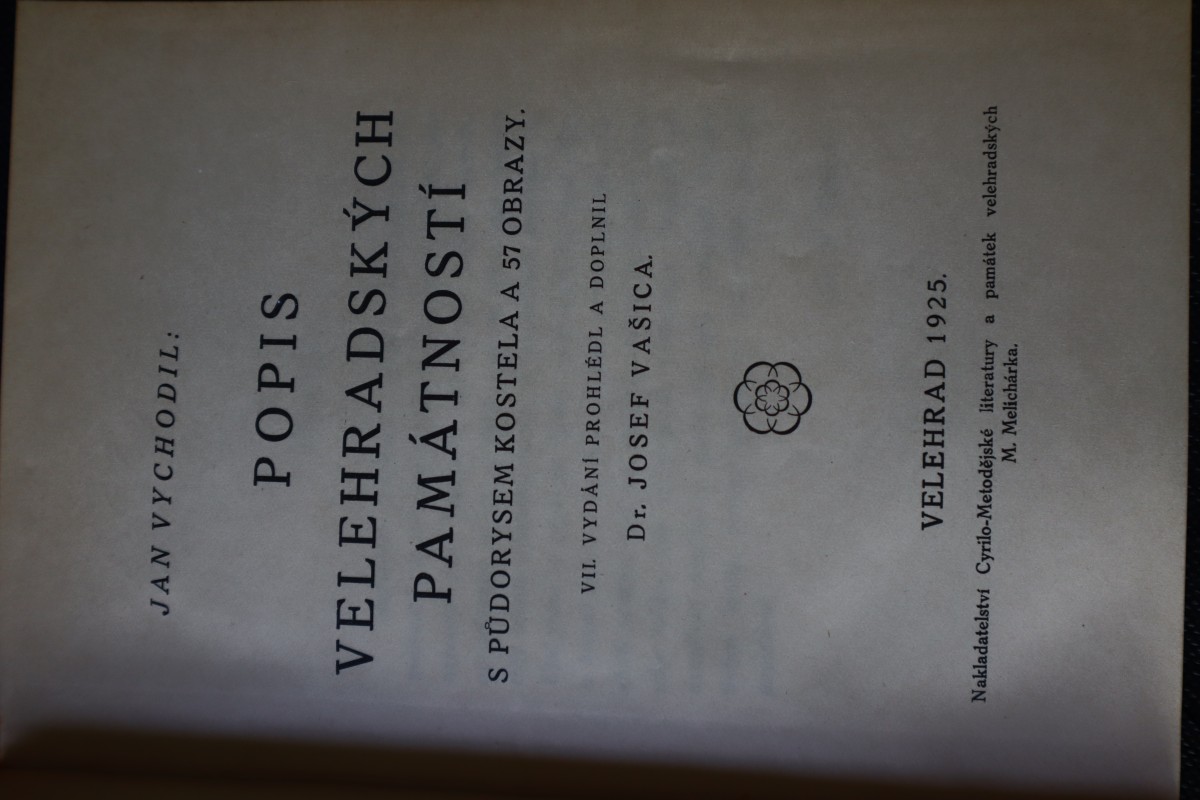 JAN VYCHODIL:
POPIS
VELEHRADSKÝCH
PAMÁTNOSTÍ
S PŮDORYSEM KOSTELA A 57 OBRAZY.
VII. VYDÁNÍ PROHLÉDL A DOPLNIL
Dr. JOSEF VAŠICA.
VELEHRAD 1925.
Nakladatelství Cyrilo-Metodějské literatury a památek velehradských
M. Melichárka.